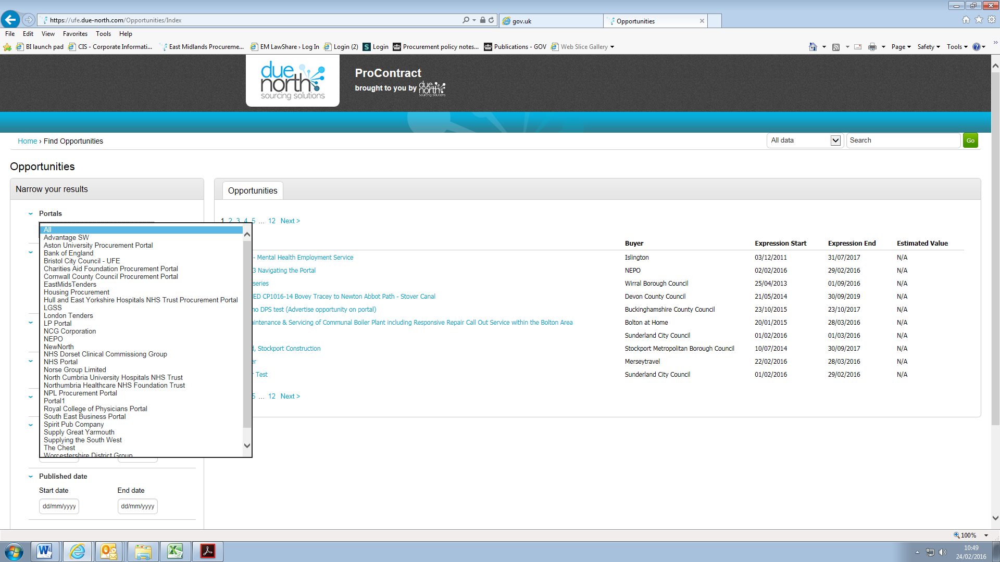 https://ufe.due-north.com/Opportunities/Index
gov.uk
Opportunities
File Edit View Favorites Tools Help
BI launch pad CIS - Corporate Informati... East Midlands Procureme... EM LawShare › Log In Login (2) Login Procurement policy notes... Publications - GOV Web Slice Gallery Page Safety Tools
due north sourcing solutions
ProContract
brought to you by due north sourcing solutions
Home › Find Opportunities
All data Search Go
Opportunities
Narrow your results
Portals
All
Advantage SW
Aston University Procurement Portal
Bank of England
Bristol City Council - UFE
Charities Aid Foundation Procurement Portal
Cornwall County Council Procurement Portal
EastMidsTenders
Housing Procurement
Hull and East Yorkshire Hospitals NHS Trust Procurement Portal
LGSS
London Tenders
LP Portal
NCG Corporation
NEPO
NewNorth
NHS Dorset Clinical Commissiong Group
NHS Portal
Norse Group Limited
North Cumbria University Hospitals NHS Trust
Northumbria Healthcare NHS Foundation Trust
NPL Procurement Portal
Portal1
Royal College of Physicians Portal
South East Business Portal
Spirit Pub Company
Supply Great Yarmouth
Supplying the South West
The Chest
Worcestershire District Group
Published date
Start date End date
dd/mm/yyyy dd/mm/yyyy
Opportunities
1 2 3 4 5 ... 12 Next >
Buyer Expression Start Expression End Estimated Value
- Mental Health Employment Service Islington 03/12/2011 31/07/2017 N/A
3 Navigating the Portal NEPO 02/02/2016 29/02/2016 N/A
series Wirral Borough Council 25/04/2013 01/09/2016 N/A
ED CP1016-14 Bovey Tracey to Newton Abbot Path - Stover Canal Devon County Council 21/05/2014 30/09/2019 N/A
no DPS test (Advertise opportunity on portal) Buckinghamshire County Council 23/10/2015 23/10/2017 N/A
aintenance & Servicing of Communal Boiler Plant including Responsive Repair Call Out Service within the Bolton Area Bolton at Home 20/01/2015 28/03/2016 N/A
Sunderland City Council 01/02/2016 01/03/2016 N/A
d, Stockport Construction Stockport Metropolitan Borough Council 10/07/2014 30/09/2017 N/A
er Merseytravel 22/02/2016 28/03/2016 N/A
r Test Sunderland City Council 01/02/2016 29/02/2016 N/A
5 ... 12 Next >
100%
10:49
24/02/2016